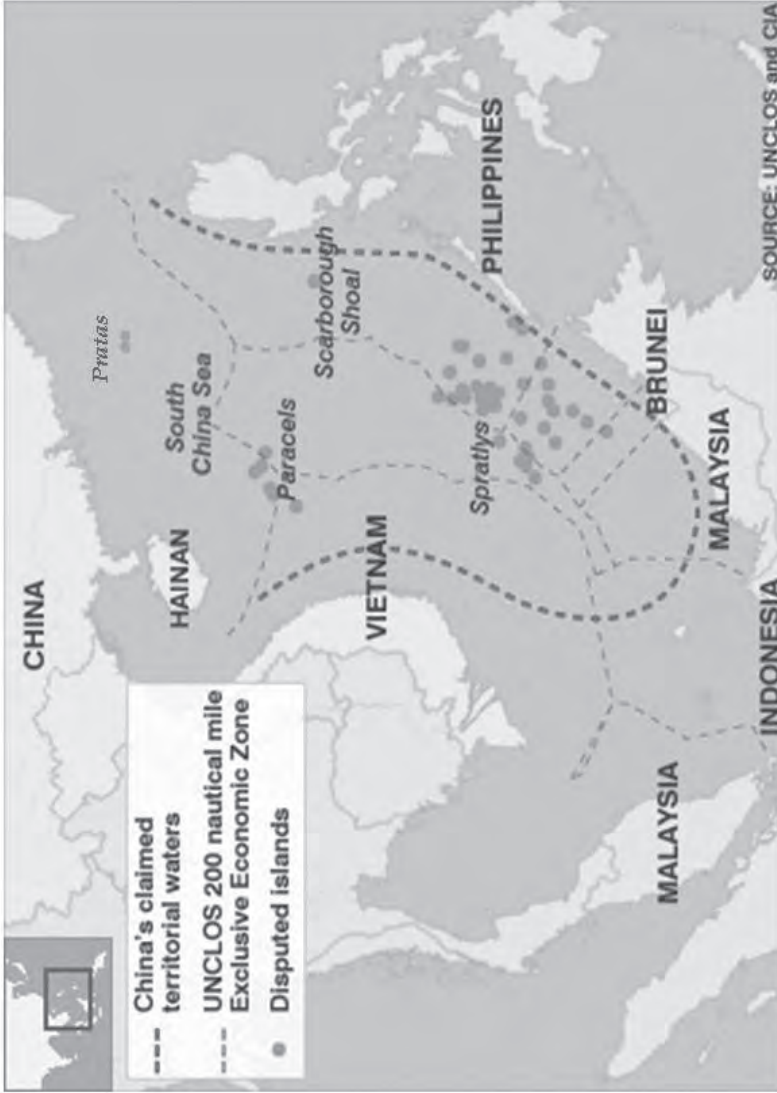 CHINA
Pratas
HAINAN
South
China Sea
Paracels
Scarborough
Shoal
VIETNAM
Spratlys
PHILIPPINES
BRUNEI
MALAYSIA
MALAYSIA
INDONESIA
China's claimed
territorial waters
UNCLOS 200 nautical mile
Exclusive Economic Zone
Disputed islands
SOURCE: UNCLOS and CIA